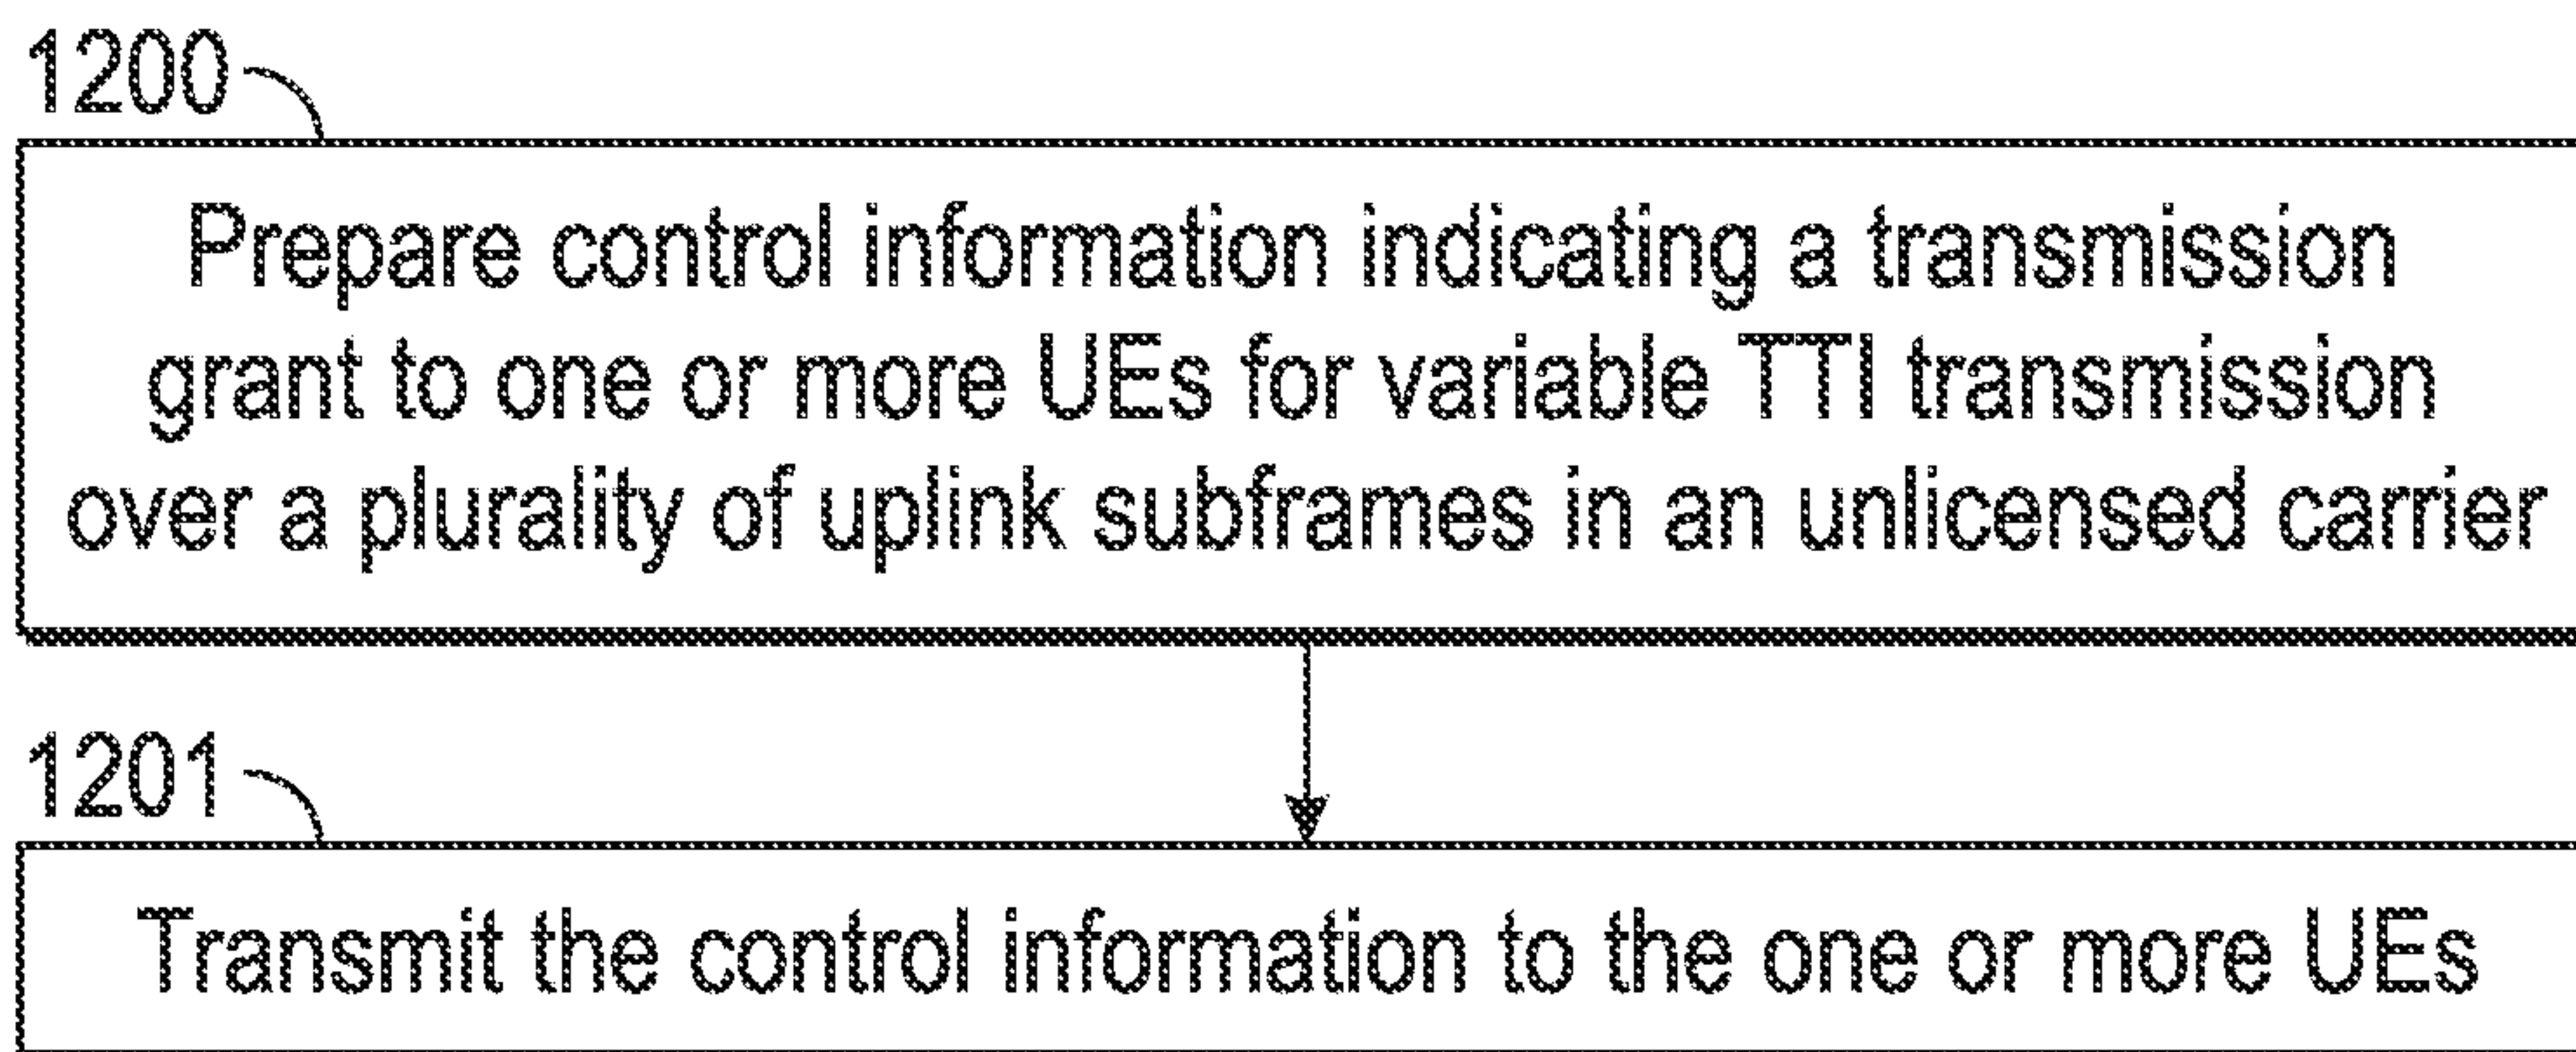 1200
Prepare control information indicating a transmission
grant to one or more UEs for variable TTI transmission
over a plurality of uplink subframes in an unlicensed carrier
1201
Transmit the control information to the one or more UEs